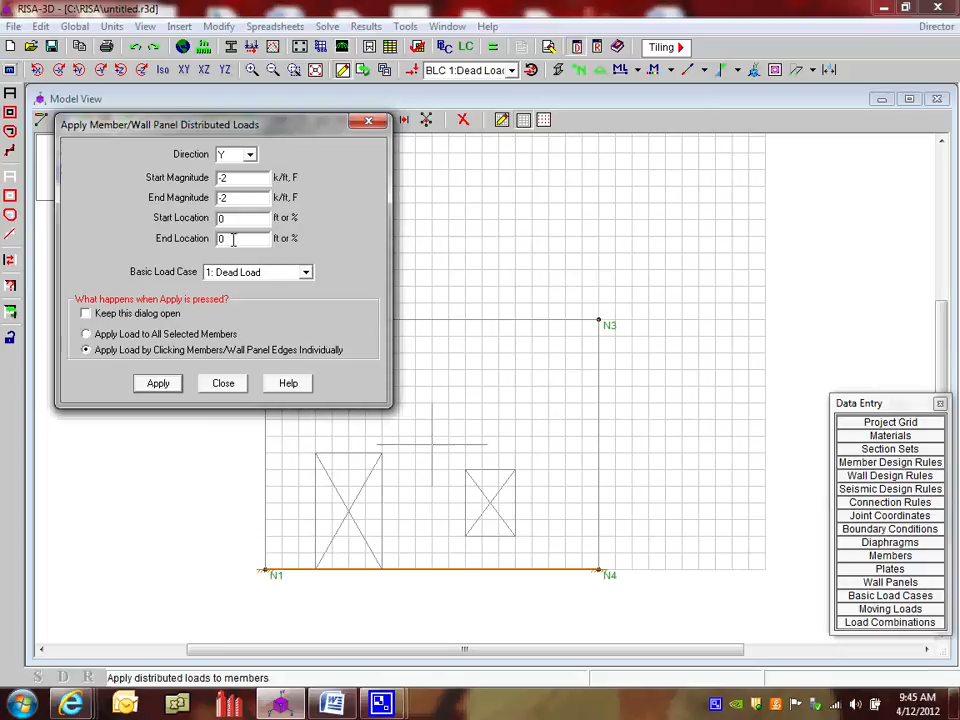 RISA-3D - [C:\RISA\untitled.r3d]
File Edit Global Units View Insert Modify Spreadsheets Solve Results Tools Window Help
Director
Tiling
Iso XY XZ YZ
BLC 1:Dead Loac
Model View
Apply Member/Wall Panel Distributed Loads
Direction Y
Start Magnitude -2 k/ft, F
End Magnitude -2 k/ft, F
Start Location 0 ft or %
End Location 0 ft or %
Basic Load Case 1: Dead Load
What happens when Apply is pressed?
Keep this dialog open
Apply Load to All Selected Members
Apply Load by Clicking Members/Wall Panel Edges Individually
Apply Close Help
N3
N1
N4
Data Entry
Project Grid
Materials
Section Sets
Member Design Rules
Wall Design Rules
Seismic Design Rules
Connection Rules
Joint Coordinates
Boundary Conditions
Diaphragms
Members
Plates
Wall Panels
Basic Load Cases
Moving Loads
Load Combinations
S D R Apply distributed loads to members
9:45 AM
4/12/2012